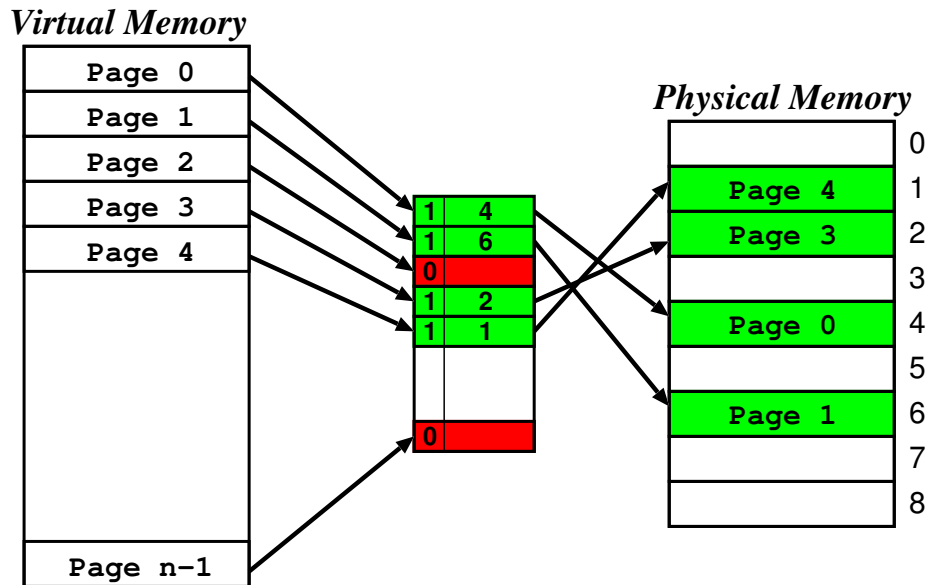 Virtual Memory
Page 0
Page 1
Page 2
Page 3
Page 4
Page n−1
1 4
1 6
0
1 2
1 1
0
Physical Memory
0
Page 4 1
Page 3 2
3
Page 0 4
5
Page 1 6
7
8